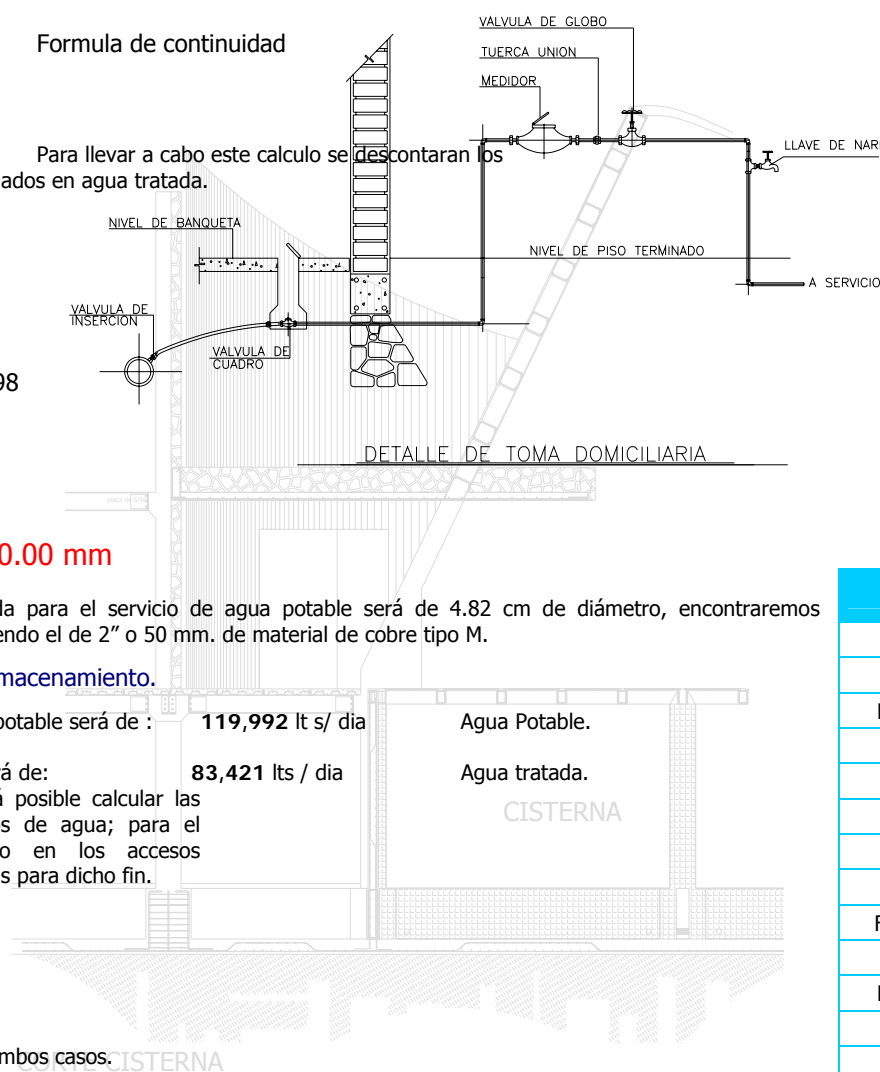 Formula de continuidad
VALVULA DE GLOBO
TUERCA UNION
MEDIDOR
LLAVE DE NARI
Para llevar a cabo este calculo se descontaran los
ados en agua tratada.
NIVEL DE BANQUETA
NIVEL DE PISO TERMINADO
A SERVICIO
VALVULA DE
INSERCION
VALVULA DE
CUADRO
98
DETALLE DE TOMA DOMICILIARIA
0.00 mm
la para el servicio de agua potable será de 4.82 cm de diámetro, encontraremos
endo el de 2” o 50 mm. de material de cobre tipo M.
macenamiento.
potable será de : 119,992 lt s/ dia Agua Potable.
rá de: 83,421 lts / dia Agua tratada.
á posible calcular las
os de agua; para el
o en los accesos
s para dicho fin.
CISTERNA
mbos casos.
CORTE CISTERNA